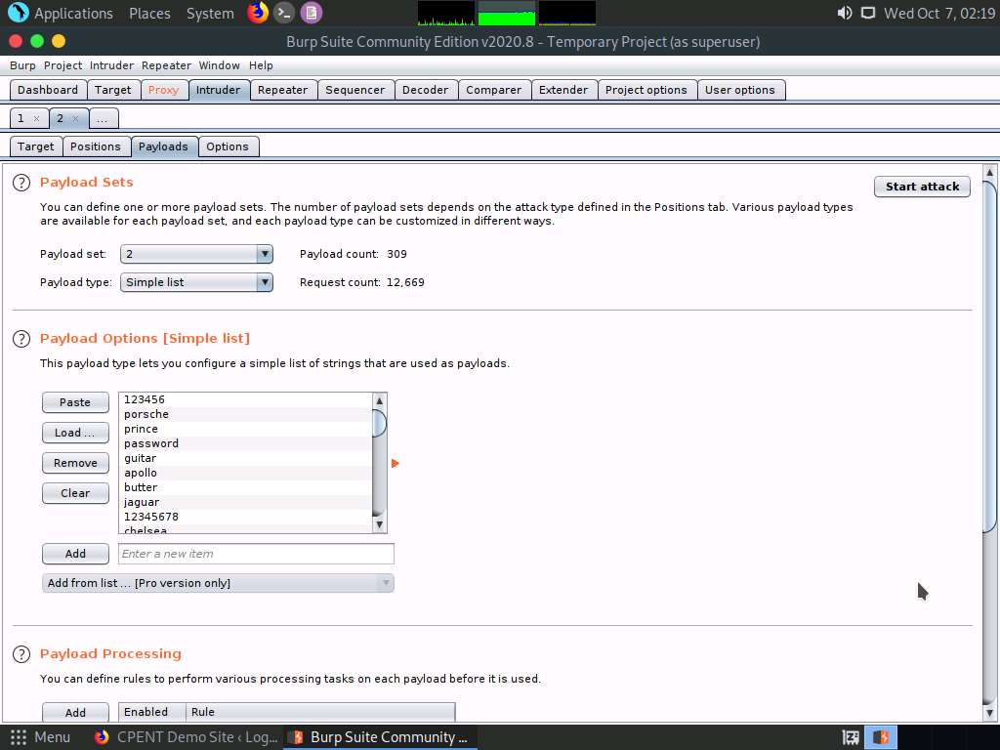 Applications Places System Wed Oct 7, 02:19
Burp Suite Community Edition v2020.8 - Temporary Project (as superuser)
Burp Project Intruder Repeater Window Help
Dashboard Target Proxy Intruder Repeater Sequencer Decoder Comparer Extender Project options User options
1 × 2 × ...
Target Positions Payloads Options
? Payload Sets
Start attack
You can define one or more payload sets. The number of payload sets depends on the attack type defined in the Positions tab. Various payload types
are available for each payload set, and each payload type can be customized in different ways.
Payload set: 2 Payload count: 309
Payload type: Simple list Request count: 12,669
? Payload Options [Simple list]
This payload type lets you configure a simple list of strings that are used as payloads.
Paste
Load ...
Remove
Clear
123456
porsche
prince
password
guitar
apollo
butter
jaguar
12345678
chelsea
Add Enter a new item
Add from list ... [Pro version only]
? Payload Processing
You can define rules to perform various processing tasks on each payload before it is used.
Add Enabled Rule
Menu CPENT Demo Site ‹ Log... Burp Suite Community ...